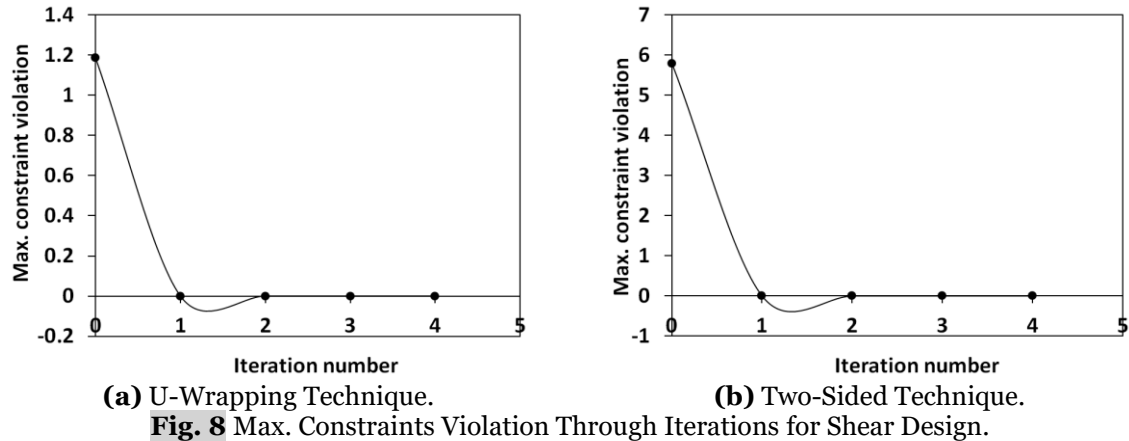 1.4
1.2
1
0.8
0.6
0.4
0.2
0
-0.2
Max. constraint violation
0 1 2 3 4 5
Iteration number
(a) U-Wrapping Technique.
7
6
5
4
3
2
1
0
-1
Max. constraint violation
0 1 2 3 4 5
Iteration number
(b) Two-Sided Technique.
Fig. 8 Max. Constraints Violation Through Iterations for Shear Design.